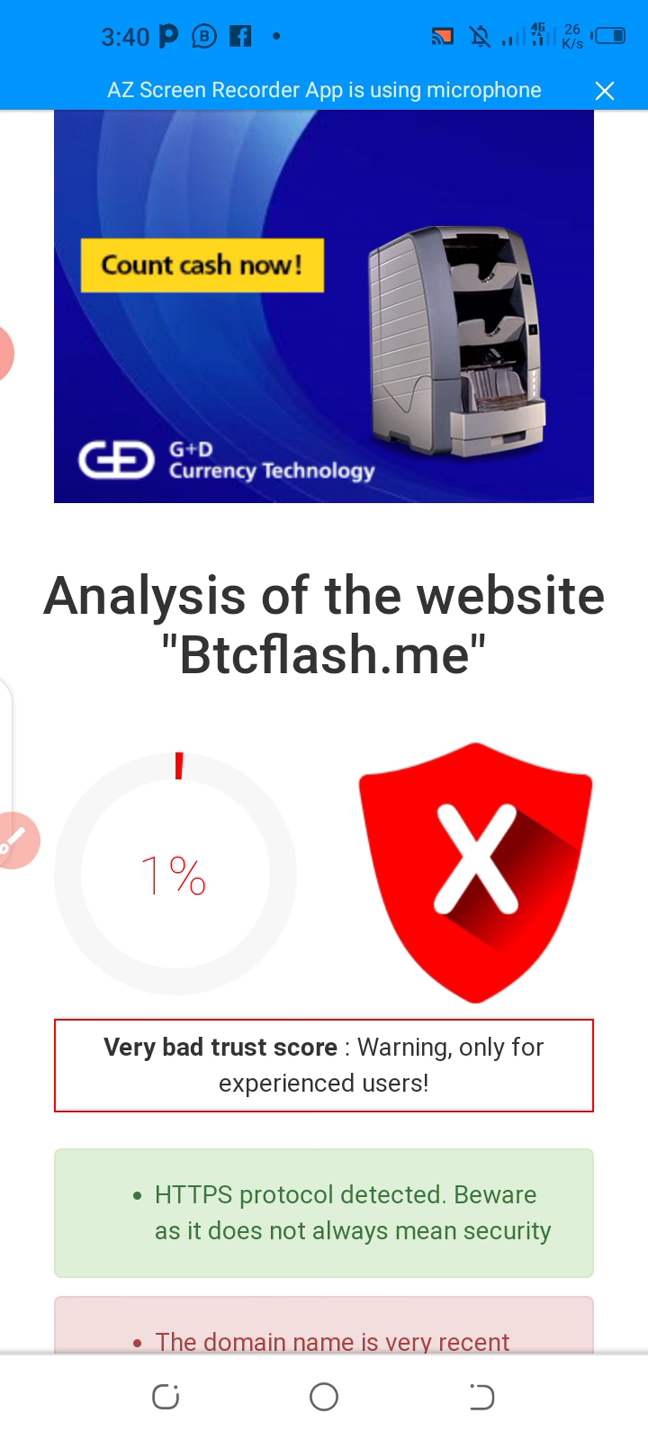 3:40
4G
26
K/s
AZ Screen Recorder App is using microphone
Count cash now!
G+D
Currency Technology
Analysis of the website
"Btcflash.me"
1%
Very bad trust score : Warning, only for
experienced users!
• HTTPS protocol detected. Beware
as it does not always mean security
• The domain name is very recent